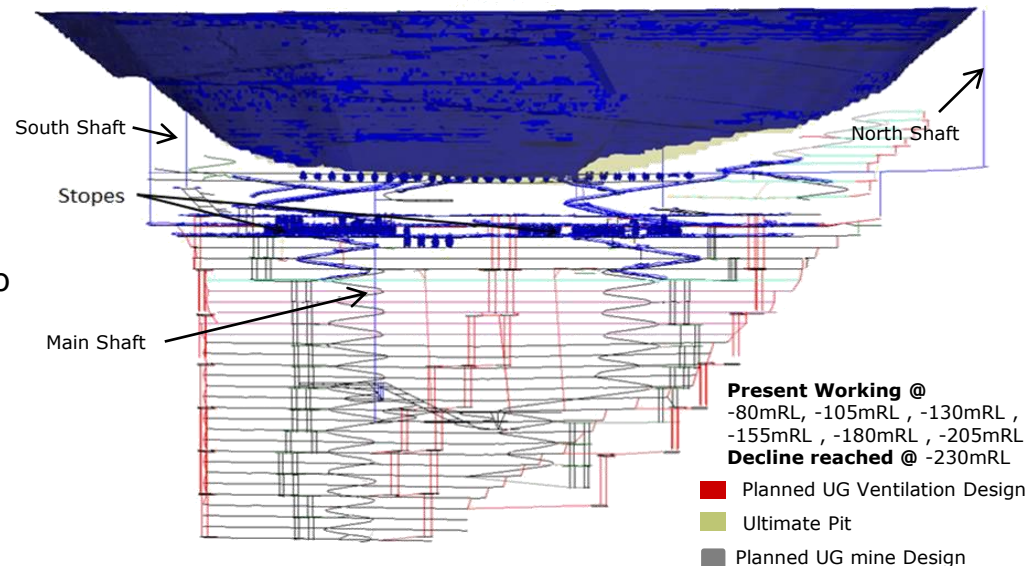 South Shaft
North Shaft
Stopes
Main Shaft
Present Working @
-80mRL, -105mRL , -130mRL ,
-155mRL , -180mRL , -205mRL
Decline reached @ -230mRL
Planned UG Ventilation Design
Ultimate Pit
Planned UG mine Design